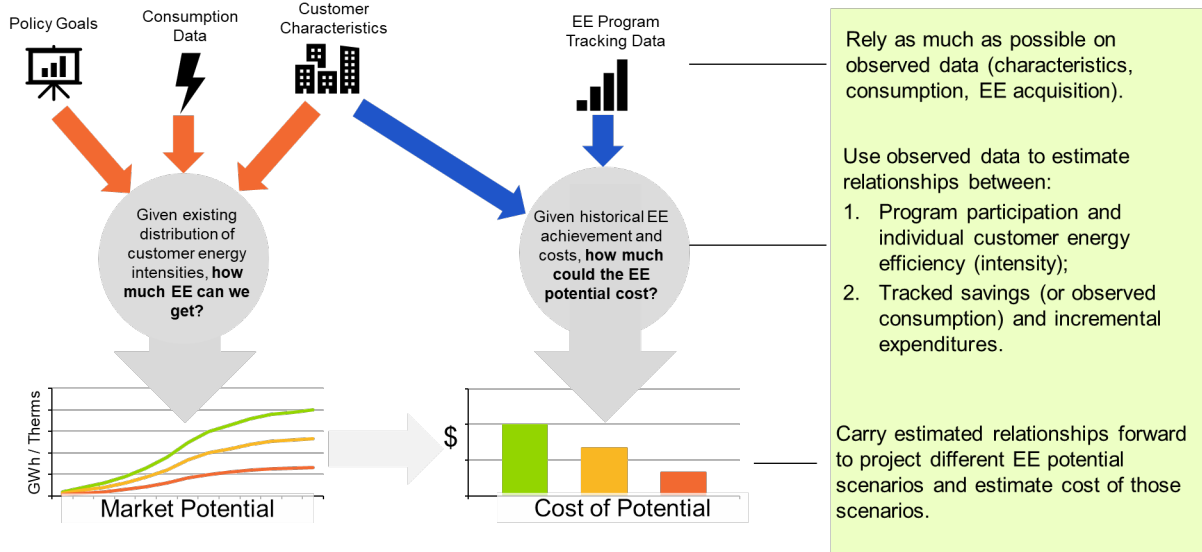 Policy Goals
Consumption
Data
Customer
Characteristics
EE Program
Tracking Data
Given existing
distribution of
customer energy
intensities, how
much EE can we
get?
Given historical EE
achievement and
costs, how much
could the EE
potential cost?
GWh / Therms
Market Potential
$
Cost of Potential
Rely as much as possible on
observed data (characteristics,
consumption, EE acquisition).
Use observed data to estimate
relationships between:
1. Program participation and
individual customer energy
efficiency (intensity);
2. Tracked savings (or observed
consumption) and incremental
expenditures.
Carry estimated relationships forward
to project different EE potential
scenarios and estimate cost of those
scenarios.